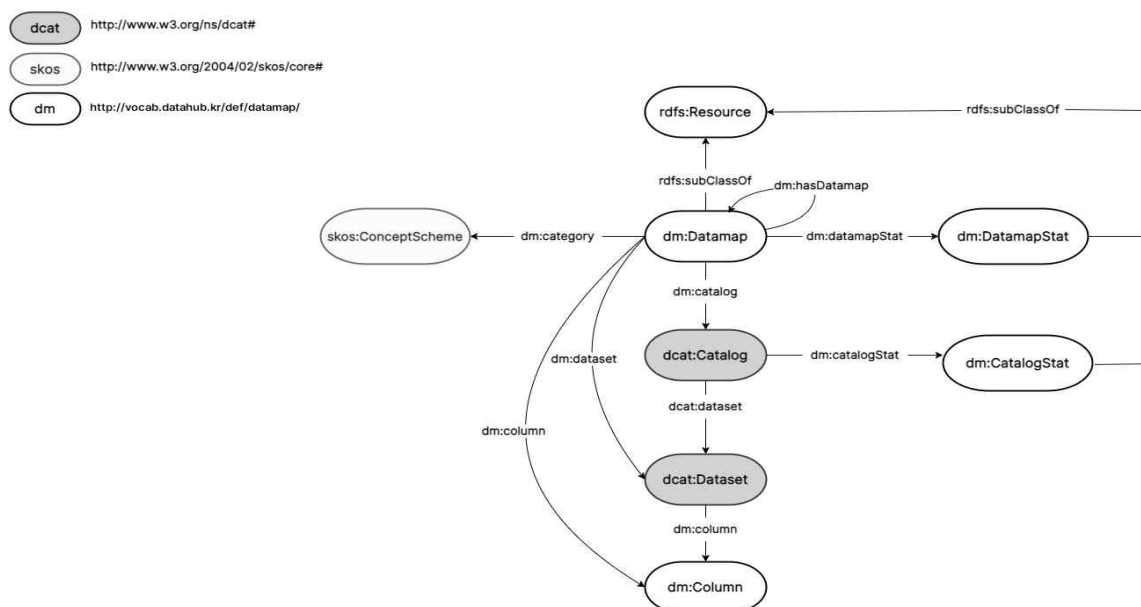 dcat http://www.w3.org/ns/dcat#
skos http://www.w3.org/2004/02/skos/core#
dm http://vocab.datahub.kr/def/datamap/
rdfs:Resource
rdfs:subClassOf
rdfs:subClassOf
dm:hasDatamap
skos:ConceptScheme
dm:category
dm:Datamap
dm:datamapStat
dm:DatamapStat
dm:catalog
dm:dataset
dcat:Catalog
dm:catalogStat
dm:CatalogStat
dcat:dataset
dm:column
dcat:Dataset
dm:column
dm:Column